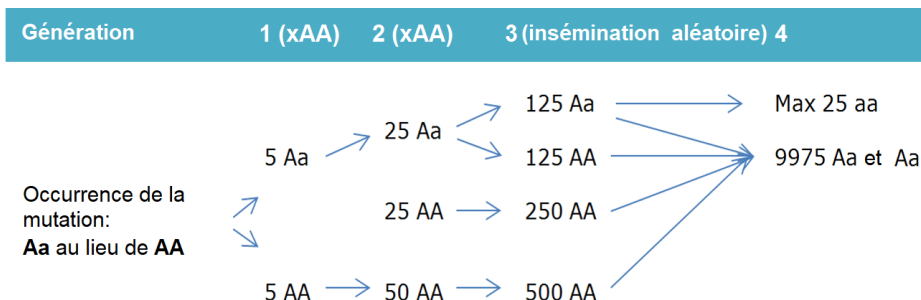 Génération 1 (xAA) 2 (xAA) 3 (insémination aléatoire) 4
125 Aa Max 25 aa
25 Aa
5 Aa 125 AA 9975 Aa et Aa
Occurrence de la
mutation:
Aa au lieu de AA
25 AA 250 AA
5 AA 50 AA 500 AA